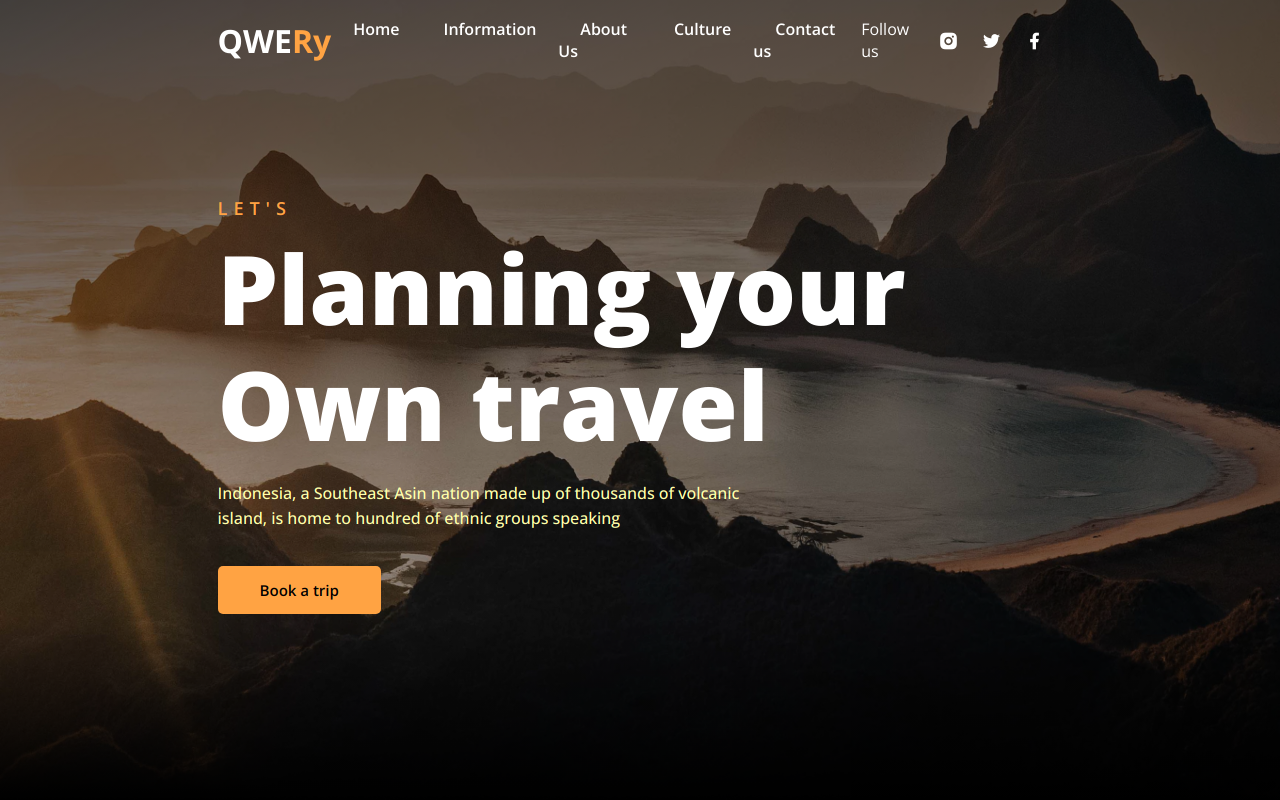 QWERy
Home Information About Us Culture Contact us Follow us
LET'S
Planning your
Own travel
Indonesia, a Southeast Asin nation made up of thousands of volcanic
island, is home to hundred of ethnic groups speaking
Book a trip